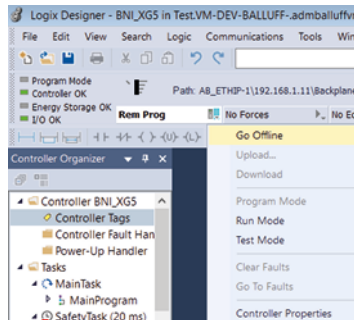 Logix Designer - BNI_XG5 in Test.VM-DEV-BALLUFF-.admballuffvm
File Edit View Search Logic Communications Tools Win
Program Mode
Controller OK
Energy Storage OK
I/O OK
Path: AB_ETHIP-1\192.168.1.11\Backplane
Rem Prog
No Forces
No Ed
Go Offline
Upload...
Download
Program Mode
Run Mode
Test Mode
Clear Faults
Go To Faults
Controller Properties
Controller Organizer
Controller BNI_XG5
Controller Tags
Controller Fault Han
Power-Up Handler
Tasks
MainTask
MainProgram
SafetyTask (20 ms)